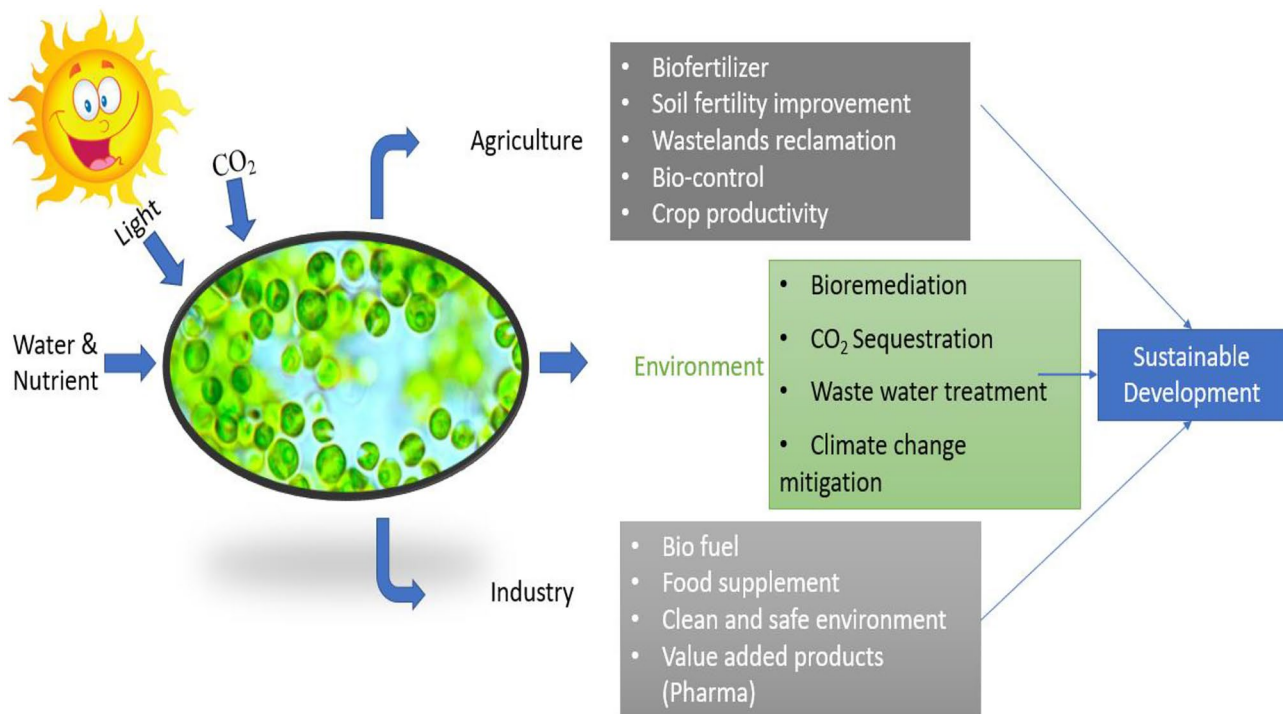 CO₂
Light
Water &
Nutrient
Agriculture
• Biofertilizer
• Soil fertility improvement
• Wastelands reclamation
• Bio-control
• Crop productivity
Environment
• Bioremediation
• CO₂ Sequestration
• Waste water treatment
• Climate change
mitigation
Industry
• Bio fuel
• Food supplement
• Clean and safe environment
• Value added products
(Pharma)
Sustainable
Development